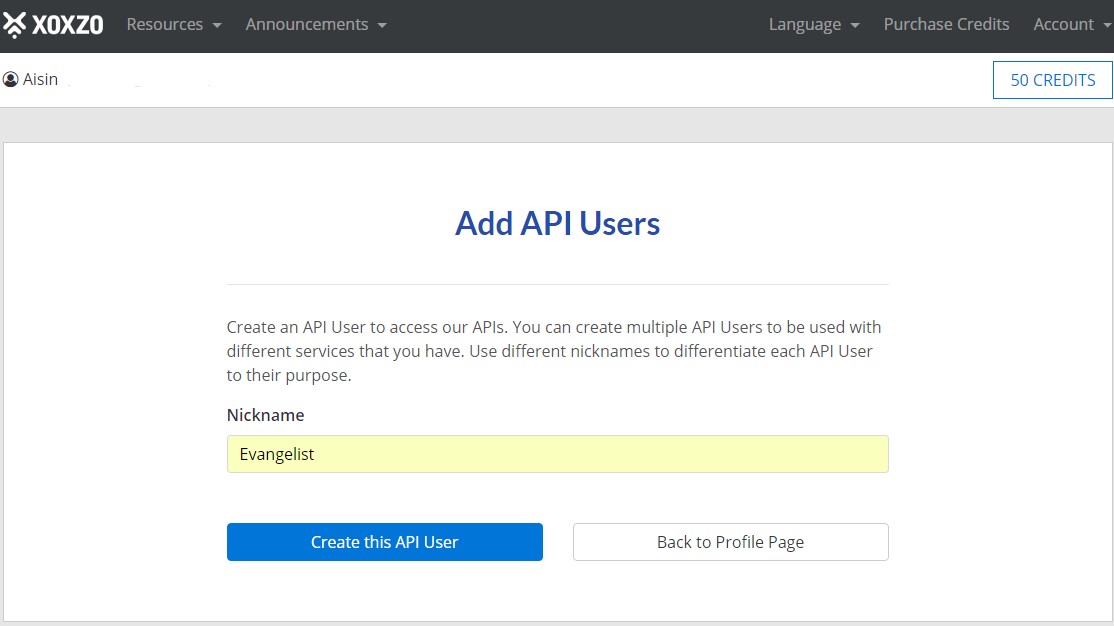 XOXZO Resources Announcements Language Purchase Credits Account
Aisin 50 CREDITS
Add API Users
Create an API User to access our APIs. You can create multiple API Users to be used with
different services that you have. Use different nicknames to differentiate each API User
to their purpose.
Nickname
Evangelist
Create this API User Back to Profile Page